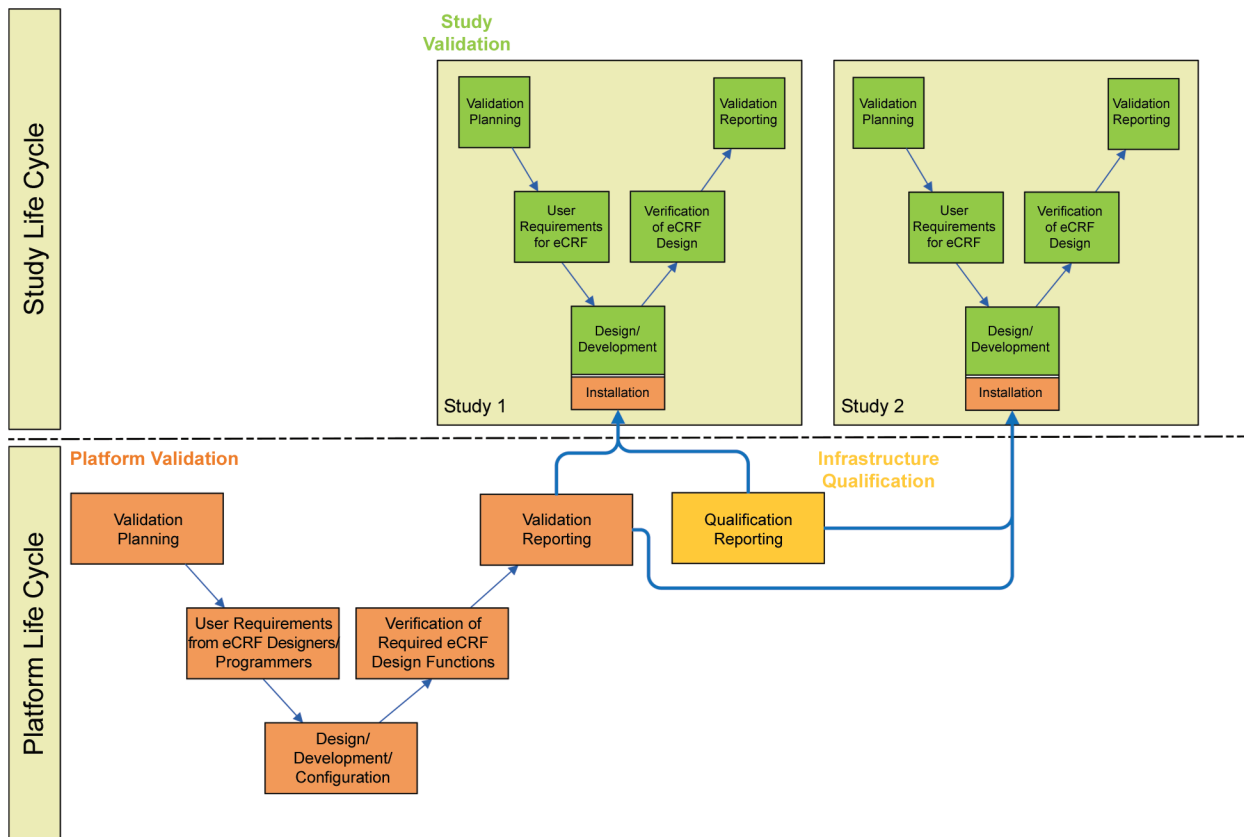 Study Life Cycle
Study
Validation
Validation
Planning
Validation
Reporting
User
Requirements
for eCRF
Verification
of eCRF
Design
Design/
Development
Installation
Study 1
Validation
Planning
Validation
Reporting
User
Requirements
for eCRF
Verification
of eCRF
Design
Design/
Development
Installation
Study 2
Platform Life Cycle
Platform Validation
Infrastructure
Qualification
Validation
Planning
Validation
Reporting
Qualification
Reporting
User Requirements
from eCRF Designers/
Programmers
Verification of
Required eCRF
Design Functions
Design/
Development/
Configuration